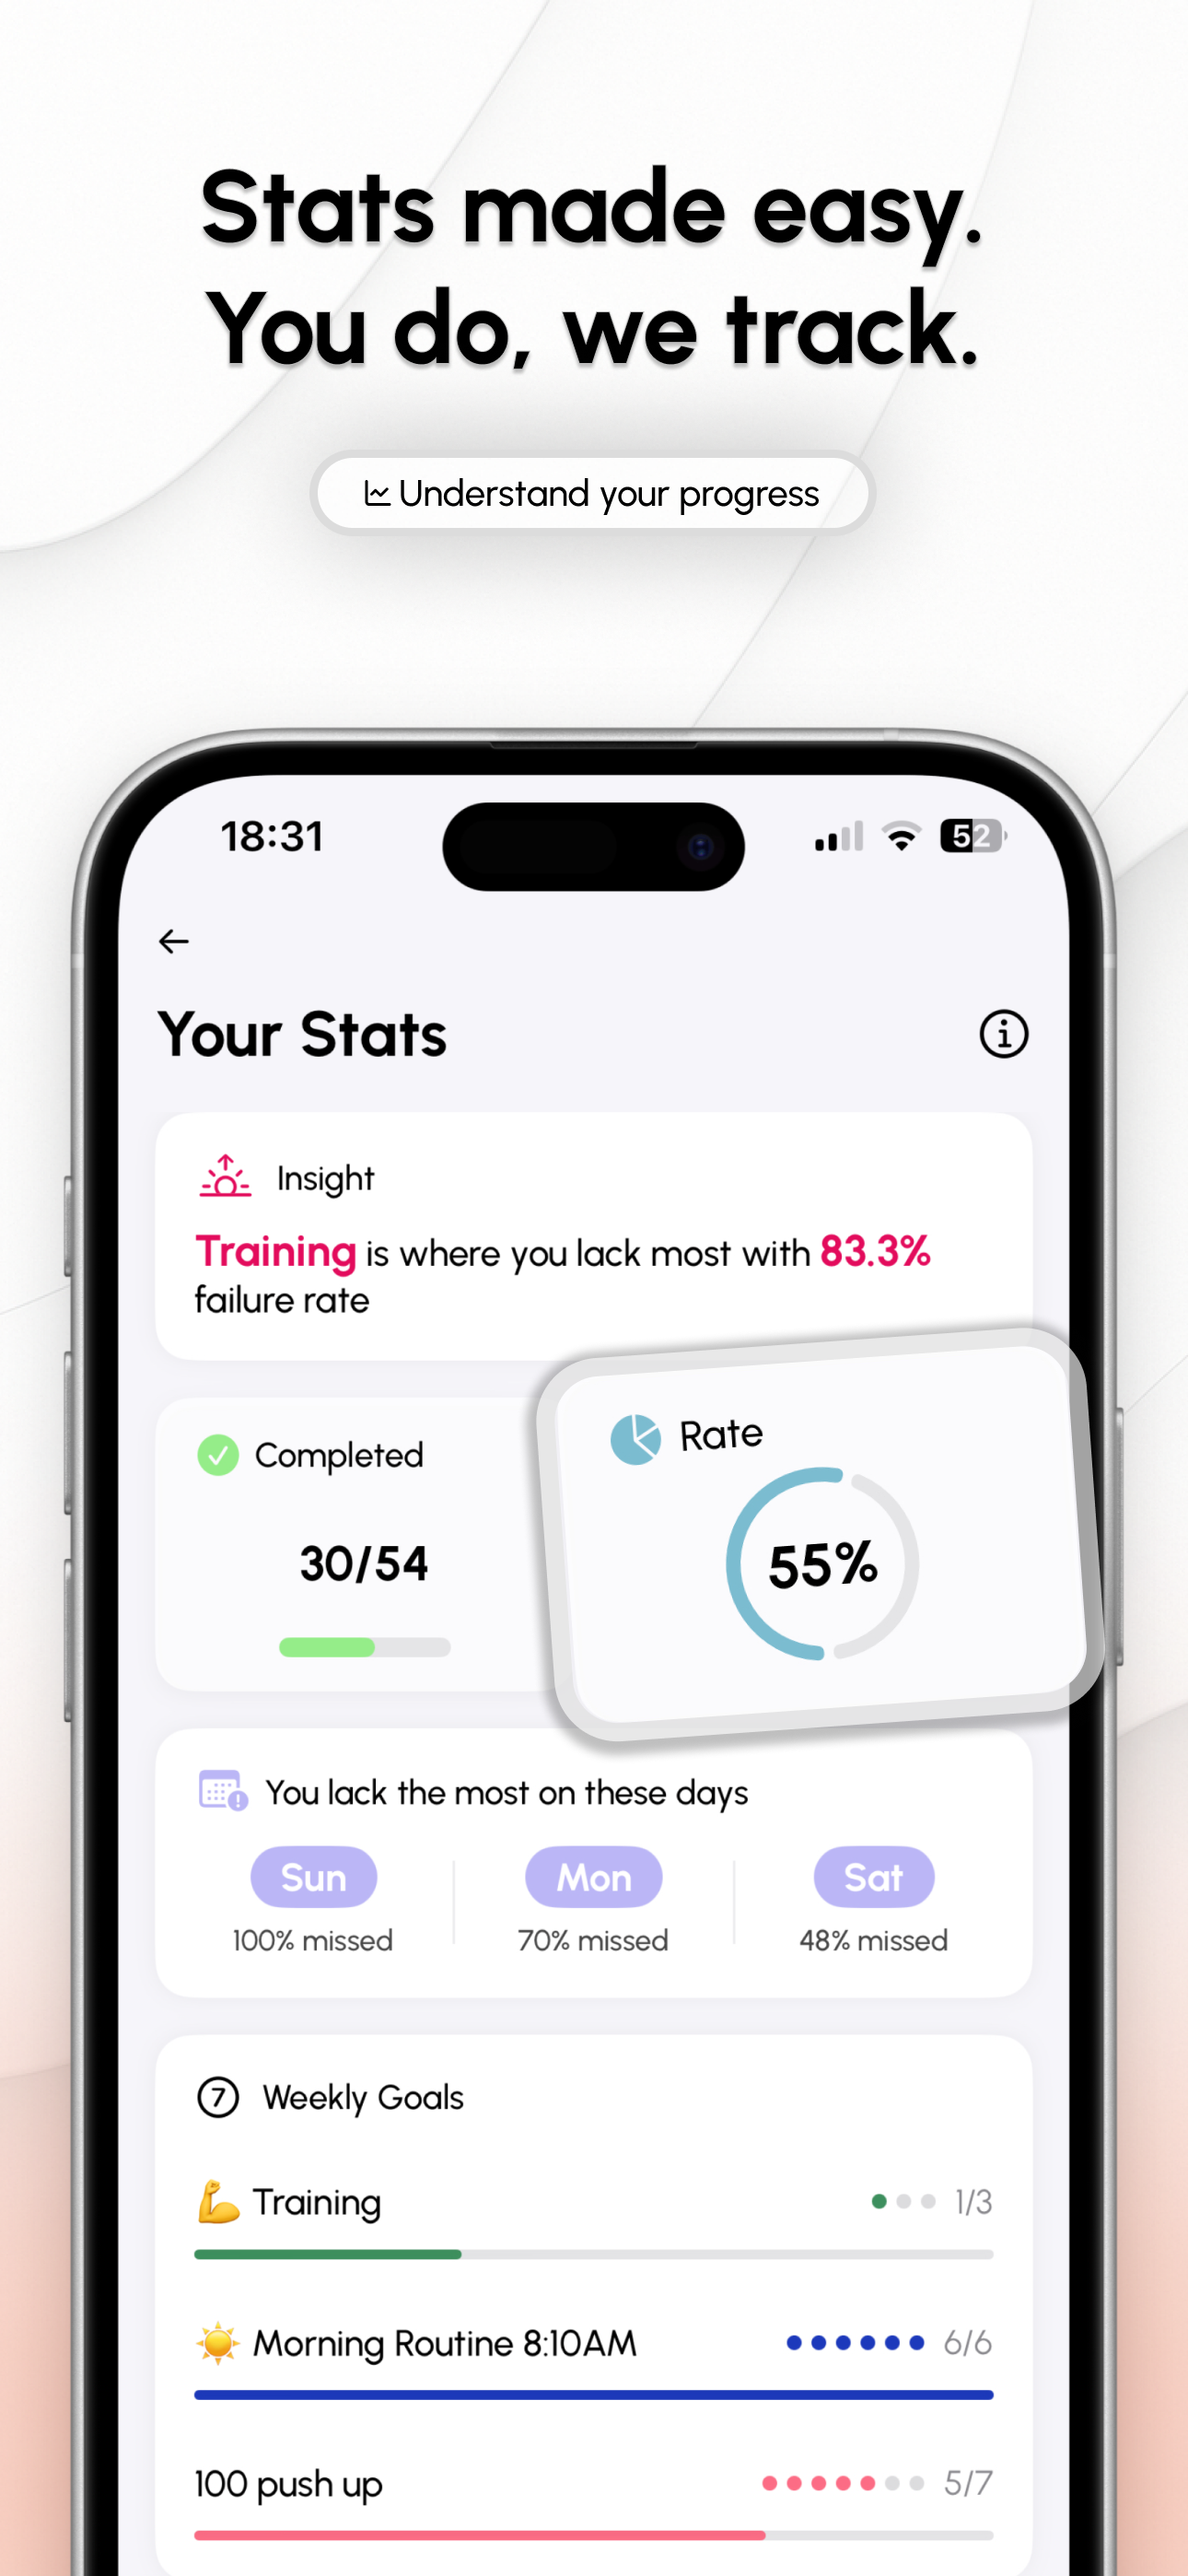 Stats made easy.
You do, we track.
Understand your progress
18:31
52
Your Stats
Insight
Training is where you lack most with 83.3%
failure rate
Completed
30/54
Rate
55%
You lack the most on these days
Sun
Mon
Sat
100% missed
70% missed
48% missed
7 Weekly Goals
💪 Training 1/3
☀️ Morning Routine 8:10AM 6/6
100 push up 5/7